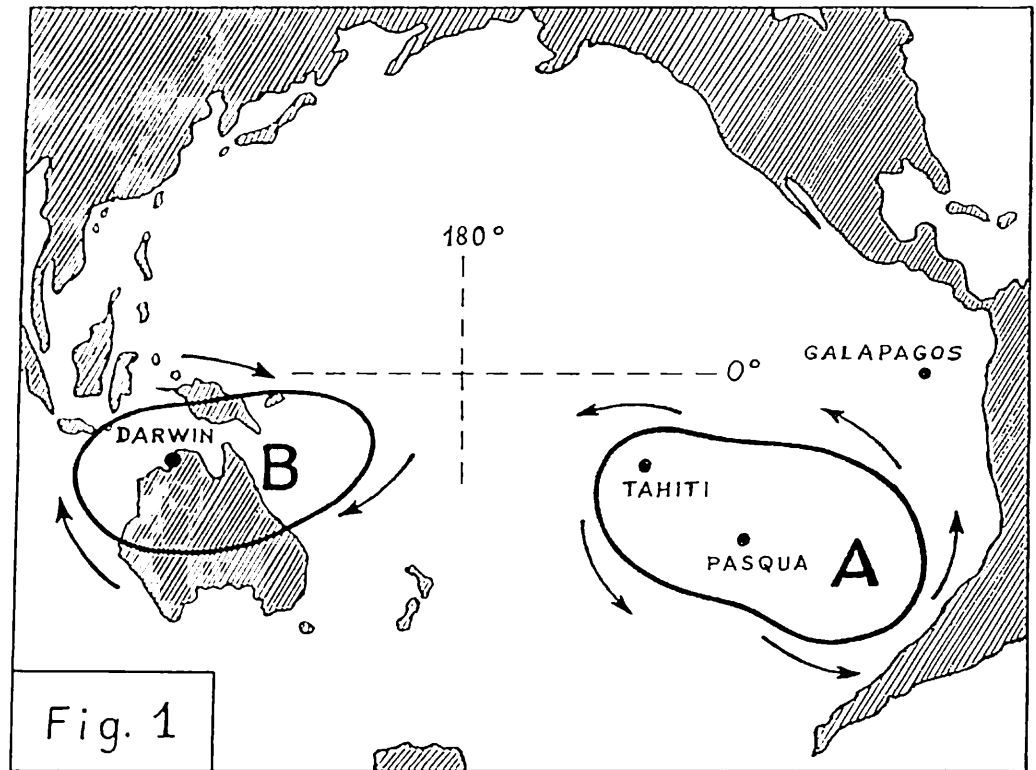 180°
GALAPAGOS
0°
DARWIN
B
TAHITI
PASQUA
A
Fig. 1